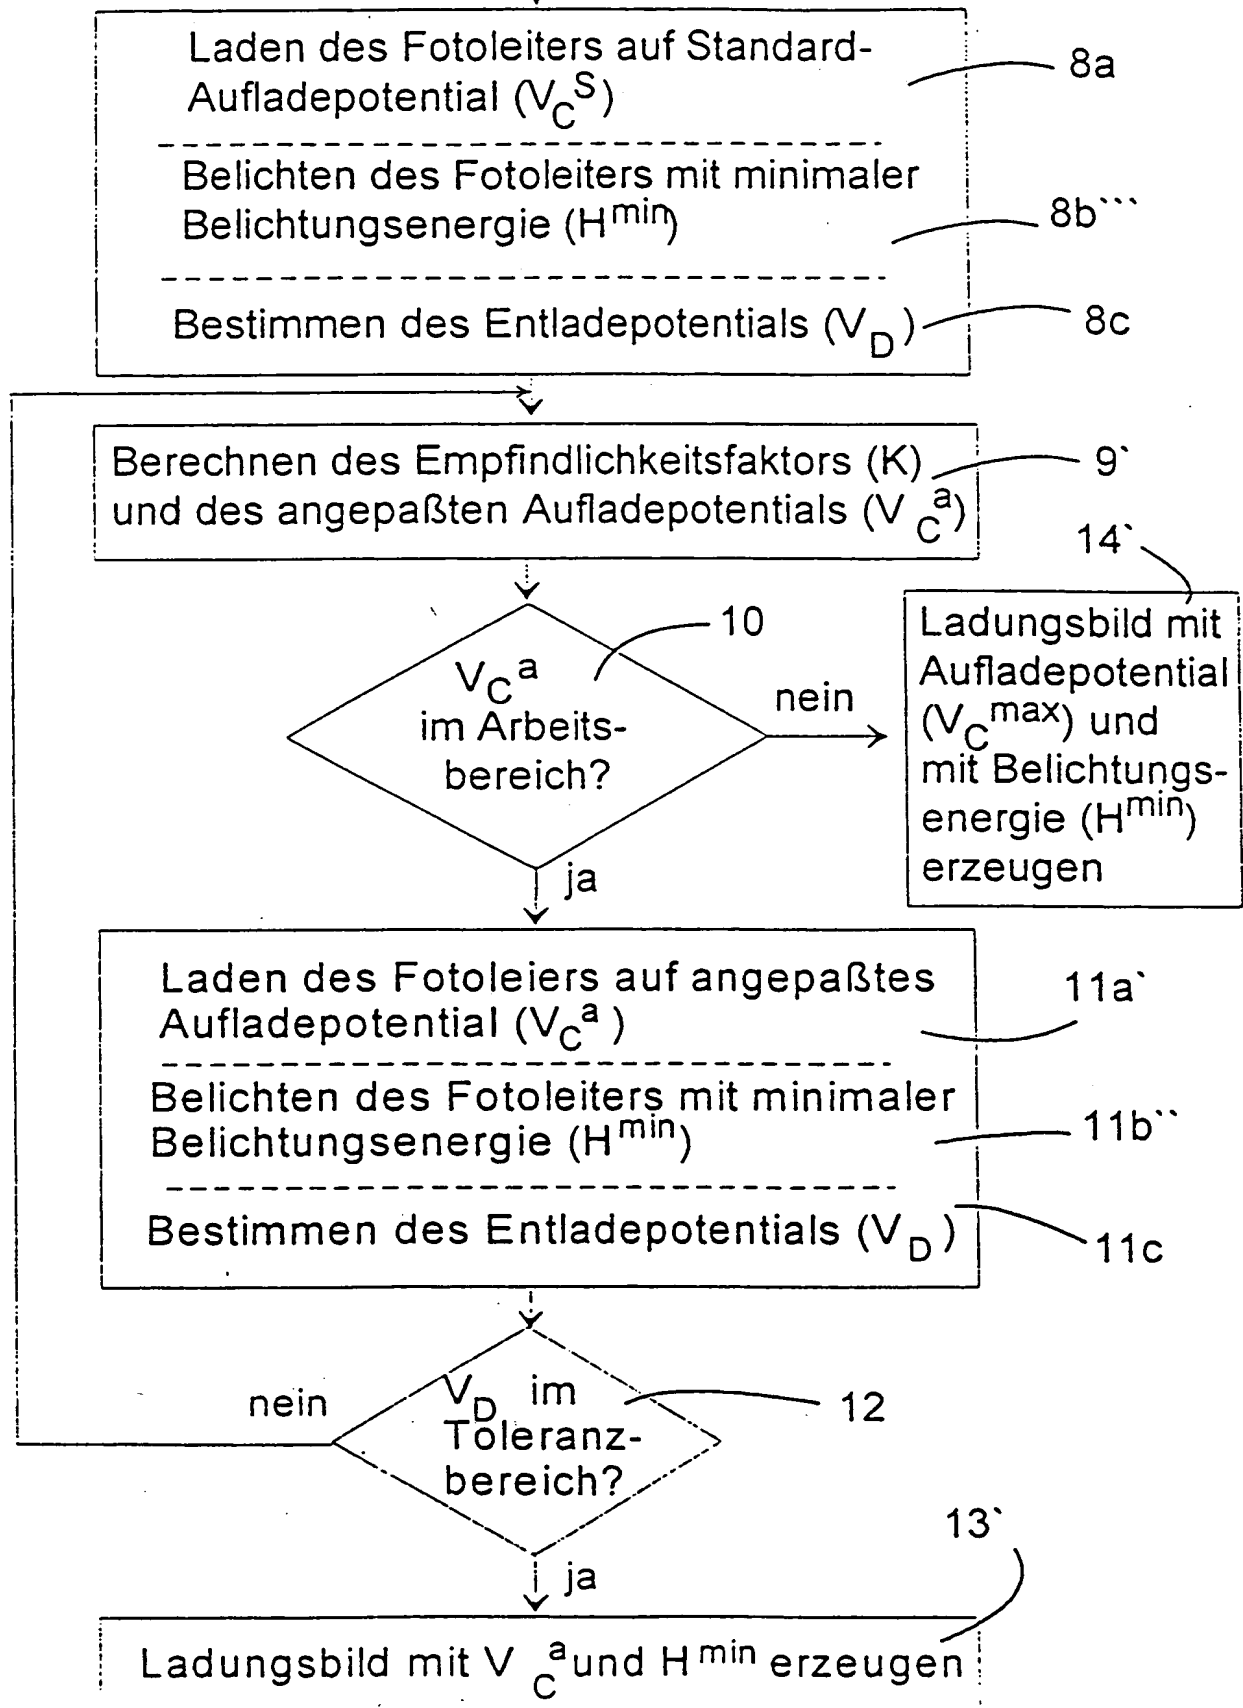 Laden des Fotoleiters auf Standard-
Aufladepotential (V_C^S)
8a
Belichten des Fotoleiters mit minimaler
Belichtungsenergie (H^min)
8b```
Bestimmen des Entladepotentials (V_D)
8c
Berechnen des Empfindlichkeitsfaktors (K)
und des angepaßten Aufladepotentials (V_C^a)
9`
10
V_C^a
im Arbeits-
bereich?
nein
14`
Ladungsbild mit
Aufladepotential
(V_C^max) und
mit Belichtungs-
energie (H^min)
erzeugen
ja
Laden des Fotoleiers auf angepaßtes
Aufladepotential (V_C^a)
11a`
Belichten des Fotoleiters mit minimaler
Belichtungsenergie (H^min)
11b``
Bestimmen des Entladepotentials (V_D)
11c
V_D im
Toleranz-
bereich?
12
nein
ja
13`
Ladungsbild mit V_C^a und H^min erzeugen